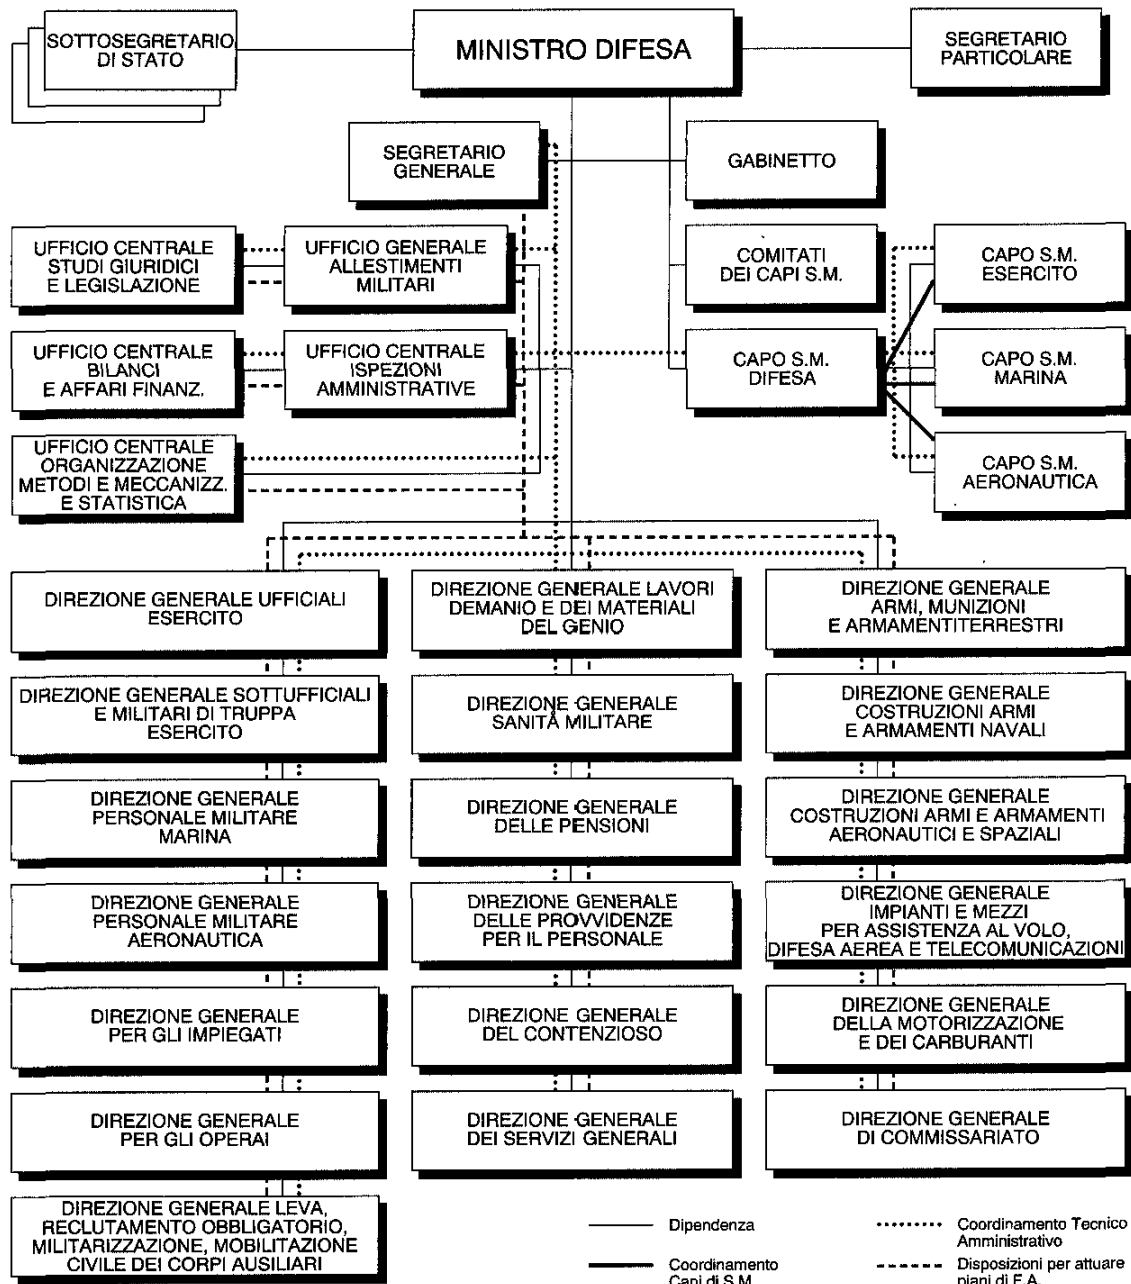 SOTTOSEGRETARIO
DI STATO
MINISTRO DIFESA
SEGRETARIO
PARTICOLARE
SEGRETARIO
GENERALE
GABINETTO
UFFICIO CENTRALE
STUDI GIURIDICI
E LEGISLAZIONE
UFFICIO GENERALE
ALLESTIMENTI
MILITARI
COMITATI
DEI CAPI S.M.
CAPO S.M.
ESERCITO
UFFICIO CENTRALE
BILANCI
E AFFARI FINANZ.
UFFICIO CENTRALE
ISPEZIONI
AMMINISTRATIVE
CAPO S.M.
DIFESA
CAPO S.M.
MARINA
UFFICIO CENTRALE
ORGANIZZAZIONE
METODI E MECCANIZZ.
E STATISTICA
CAPO S.M.
AERONAUTICA
DIREZIONE GENERALE UFFICIALI
ESERCITO
DIREZIONE GENERALE LAVORI
DEMANIO E DEI MATERIALI
DEL GENIO
DIREZIONE GENERALE
ARMI, MUNIZIONI
E ARMAMENTITERRESTRI
DIREZIONE GENERALE SOTTUFFICIALI
E MILITARI DI TRUPPA
ESERCITO
DIREZIONE GENERALE
SANITÀ MILITARE
DIREZIONE GENERALE
COSTRUZIONI ARMI
E ARMAMENTI NAVALI
DIREZIONE GENERALE
PERSONALE MILITARE
MARINA
DIREZIONE GENERALE
DELLE PENSIONI
DIREZIONE GENERALE
COSTRUZIONI ARMI E ARMAMENTI
AERONAUTICI E SPAZIALI
DIREZIONE GENERALE
PERSONALE MILITARE
AERONAUTICA
DIREZIONE GENERALE
DELLE PROVVIDENZE
PER IL PERSONALE
DIREZIONE GENERALE
IMPIANTI E MEZZI
PER ASSISTENZA AL VOLO,
DIFESA AEREA E TELECOMUNICAZIONI
DIREZIONE GENERALE
PER GLI IMPIEGATI
DIREZIONE GENERALE
DEL CONTENZIOSO
DIREZIONE GENERALE
DELLA MOTORIZZAZIONE
E DEI CARBURANTI
DIREZIONE GENERALE
PER GLI OPERAI
DIREZIONE GENERALE
DEI SERVIZI GENERALI
DIREZIONE GENERALE
DI COMMISSARIATO
DIREZIONE GENERALE LEVA,
RECLUTAMENTO OBBLIGATORIO,
MILITARIZZAZIONE, MOBILITAZIONE
CIVILE DEI CORPI AUSILIARI
Dipendenza
Coordinamento
Capi di S.M.
Coordinamento Tecnico
Amministrativo
Disposizioni per attuare
piani di F.A.